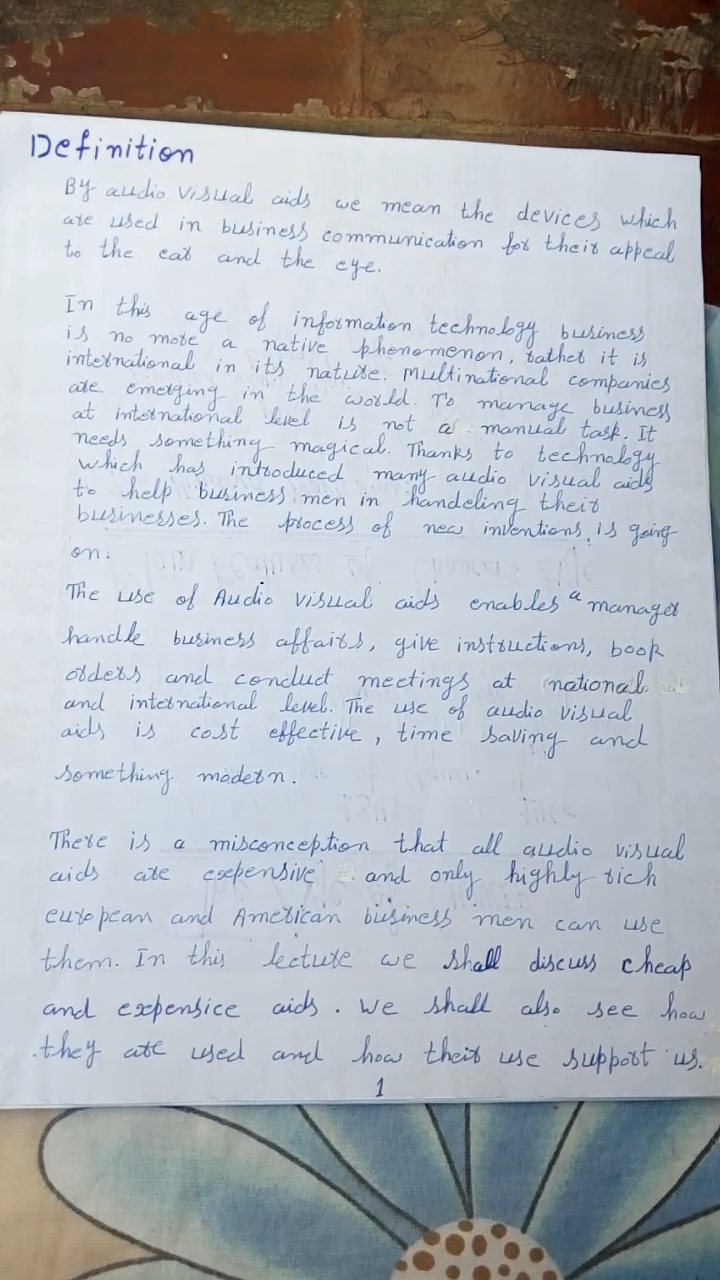 Definition
By audio visual aids we mean the devices which
are used in business communication for their appeal
to the ear and the eye.
In this age of information technology business
is no more a native phenomenon, rather it is
international in its nature. Multinational companies
are emerging in the world. To manage business
at international level is not a manual task. It
needs something magical. Thanks to technology
which has introduced many audio visual aids
to help business men in handeling their
businesses. The process of new inventions is going
on.
The use of Audio visual aids enables a manager
handle business affairs, give instructions, book
orders and conduct meetings at national
and international level. The use of audio visual
aids is cost effective, time saving and
something modern.
There is a misconception that all audio visual
aids are expensive and only highly rich
european and American business men can use
them. In this lecture we shall discuss cheap
and expensice aids. We shall also see how
they are used and how their use support us.
1